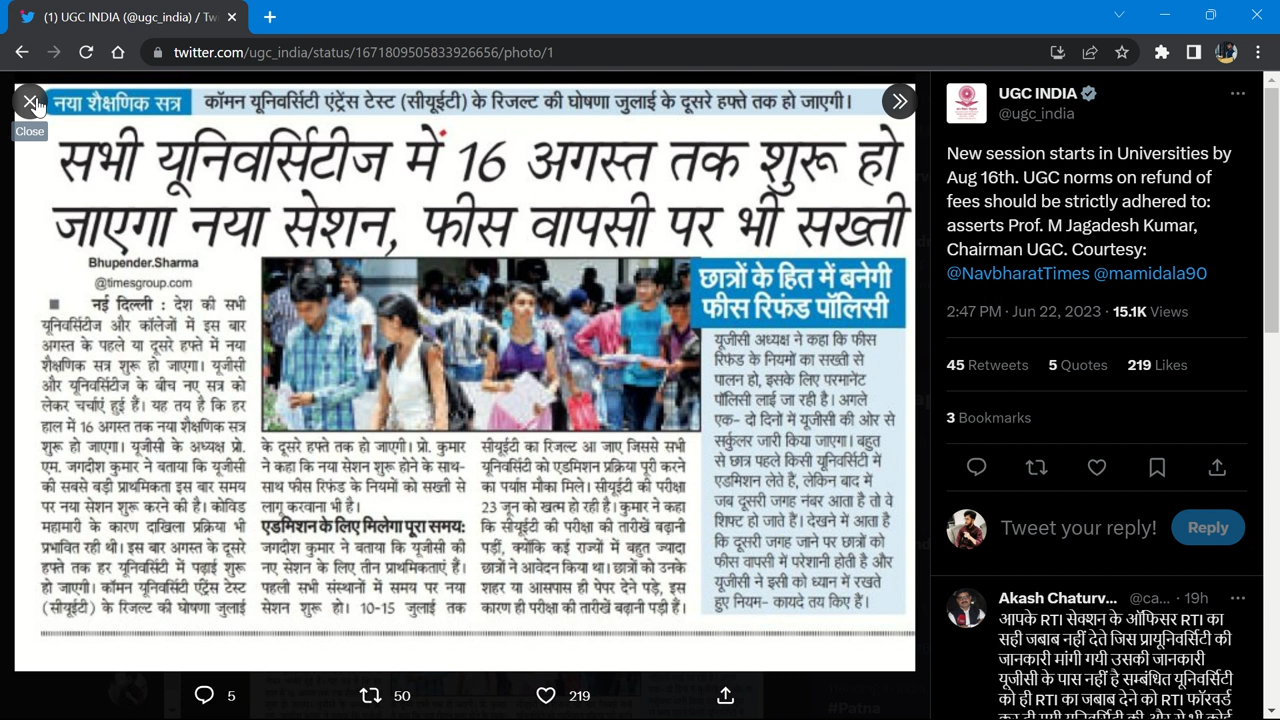 (1) UGC INDIA (@ugc_india) / Tw
twitter.com/ugc_india/status/1671809505833926656/photo/1
Close
नया शैक्षणिक सत्र
कॉमन यूनिवर्सिटी एंट्रेंस टेस्ट (सीयूईटी) के रिजल्ट की घोषणा जुलाई के दूसरे हफ्ते तक हो जाएगी।
सभी यूनिवर्सिटीज में 16 अगस्त तक शुरू हो
जाएगा नया सेशन, फीस वापसी पर भी सख्ती
Bhupender.Sharma
@timesgroup.com
■ नई दिल्ली : देश की सभी
यूनिवर्सिटीज और कॉलेजों में इस बार
अगस्त के पहले या दूसरे हफ्ते में नया
शैक्षणिक सत्र शुरू हो जाएगा। यूजीसी
और यूनिवर्सिटीज के बीच नए सत्र को
लेकर चर्चाएं हुई हैं। यह तय है कि हर
हाल में 16 अगस्त तक नया शैक्षणिक सत्र
शुरू हो जाएगा। यूजीसी के अध्यक्ष प्रो.
एम. जगदीश कुमार ने बताया कि यूजीसी
की सबसे बड़ी प्राथमिकता इस बार समय
पर नया सेशन शुरू करने की है। कोविड
महामारी के कारण दाखिला प्रक्रिया भी
प्रभावित रही थी। इस बार अगस्त के दूसरे
हफ्ते तक हर यूनिवर्सिटी में पढ़ाई शुरू
हो जाएगी। कॉमन यूनिवर्सिटी एंट्रेंस टेस्ट
(सीयूईटी) के रिजल्ट की घोषणा जुलाई
के दूसरे हफ्ते तक हो जाएगी। प्रो. कुमार
ने कहा कि नया सेशन शुरू होने के साथ-
साथ फीस रिफंड के नियमों को सख्ती से
लागू करवाना भी है।
एडमिशन के लिए मिलेगा पूरा समय:
जगदीश कुमार ने बताया कि यूजीसी की
नए सेशन के लिए तीन प्राथमिकताएं हैं।
पहली सभी संस्थानों में समय पर नया
सेशन शुरू हो। 10-15 जुलाई तक
सीयूईटी का रिजल्ट आ जाए जिससे सभी
यूनिवर्सिटी को एडमिशन प्रक्रिया पूरी करने
का पर्याप्त मौका मिले। सीयूईटी की परीक्षा
23 जून को खत्म हो रही है। कुमार ने कहा
कि सीयूईटी की परीक्षा की तारीखें बढ़ानी
पड़ीं, क्योंकि कई राज्यों में बहुत ज्यादा
छात्रों ने आवेदन किया था। छात्रों को उनके
शहर या आसपास ही पेपर देने पड़े, इस
कारण ही परीक्षा की तारीखें बढ़ानी पड़ी हैं।
छात्रों के हित में बनेगी
फीस रिफंड पॉलिसी
यूजीसी अध्यक्ष ने कहा कि फीस
रिफंड के नियमों का सख्ती से
पालन हो, इसके लिए परमानेंट
पॉलिसी लाई जा रही है। अगले
एक- दो दिनों में यूजीसी की ओर से
सर्कुलर जारी किया जाएगा। बहुत
से छात्र पहले किसी यूनिवर्सिटी में
एडमिशन लेते हैं, लेकिन बाद में
जब दूसरी जगह नंबर आता है तो वे
शिफ्ट हो जाते हैं। देखने में आता है
कि दूसरी जगह जाने पर छात्रों को
फीस वापसी में परेशानी होती है और
यूजीसी ने इसी को ध्यान में रखते
हुए नियम- कायदे तय किए हैं।
5
50
219
UGC INDIA
@ugc_india
New session starts in Universities by
Aug 16th. UGC norms on refund of
fees should be strictly adhered to:
asserts Prof. M Jagadesh Kumar,
Chairman UGC. Courtesy:
@NavbharatTimes @mamidala90
2:47 PM · Jun 22, 2023 · 15.1K Views
45 Retweets 5 Quotes 219 Likes
3 Bookmarks
Tweet your reply!
Reply
Akash Chaturv... @ca... · 19h
आपके RTI सेक्शन के ऑफिसर RTI का
सही जबाब नहीं देते जिस प्रायूनिवर्सिटी की
जानकारी मांगी गयी उसकी जानकारी
यूजीसी के पास नहीं है सम्बंधित यूनिवर्सिटी
को ही RTI का जबाब देने को RTI फॉरवर्ड
#Patna